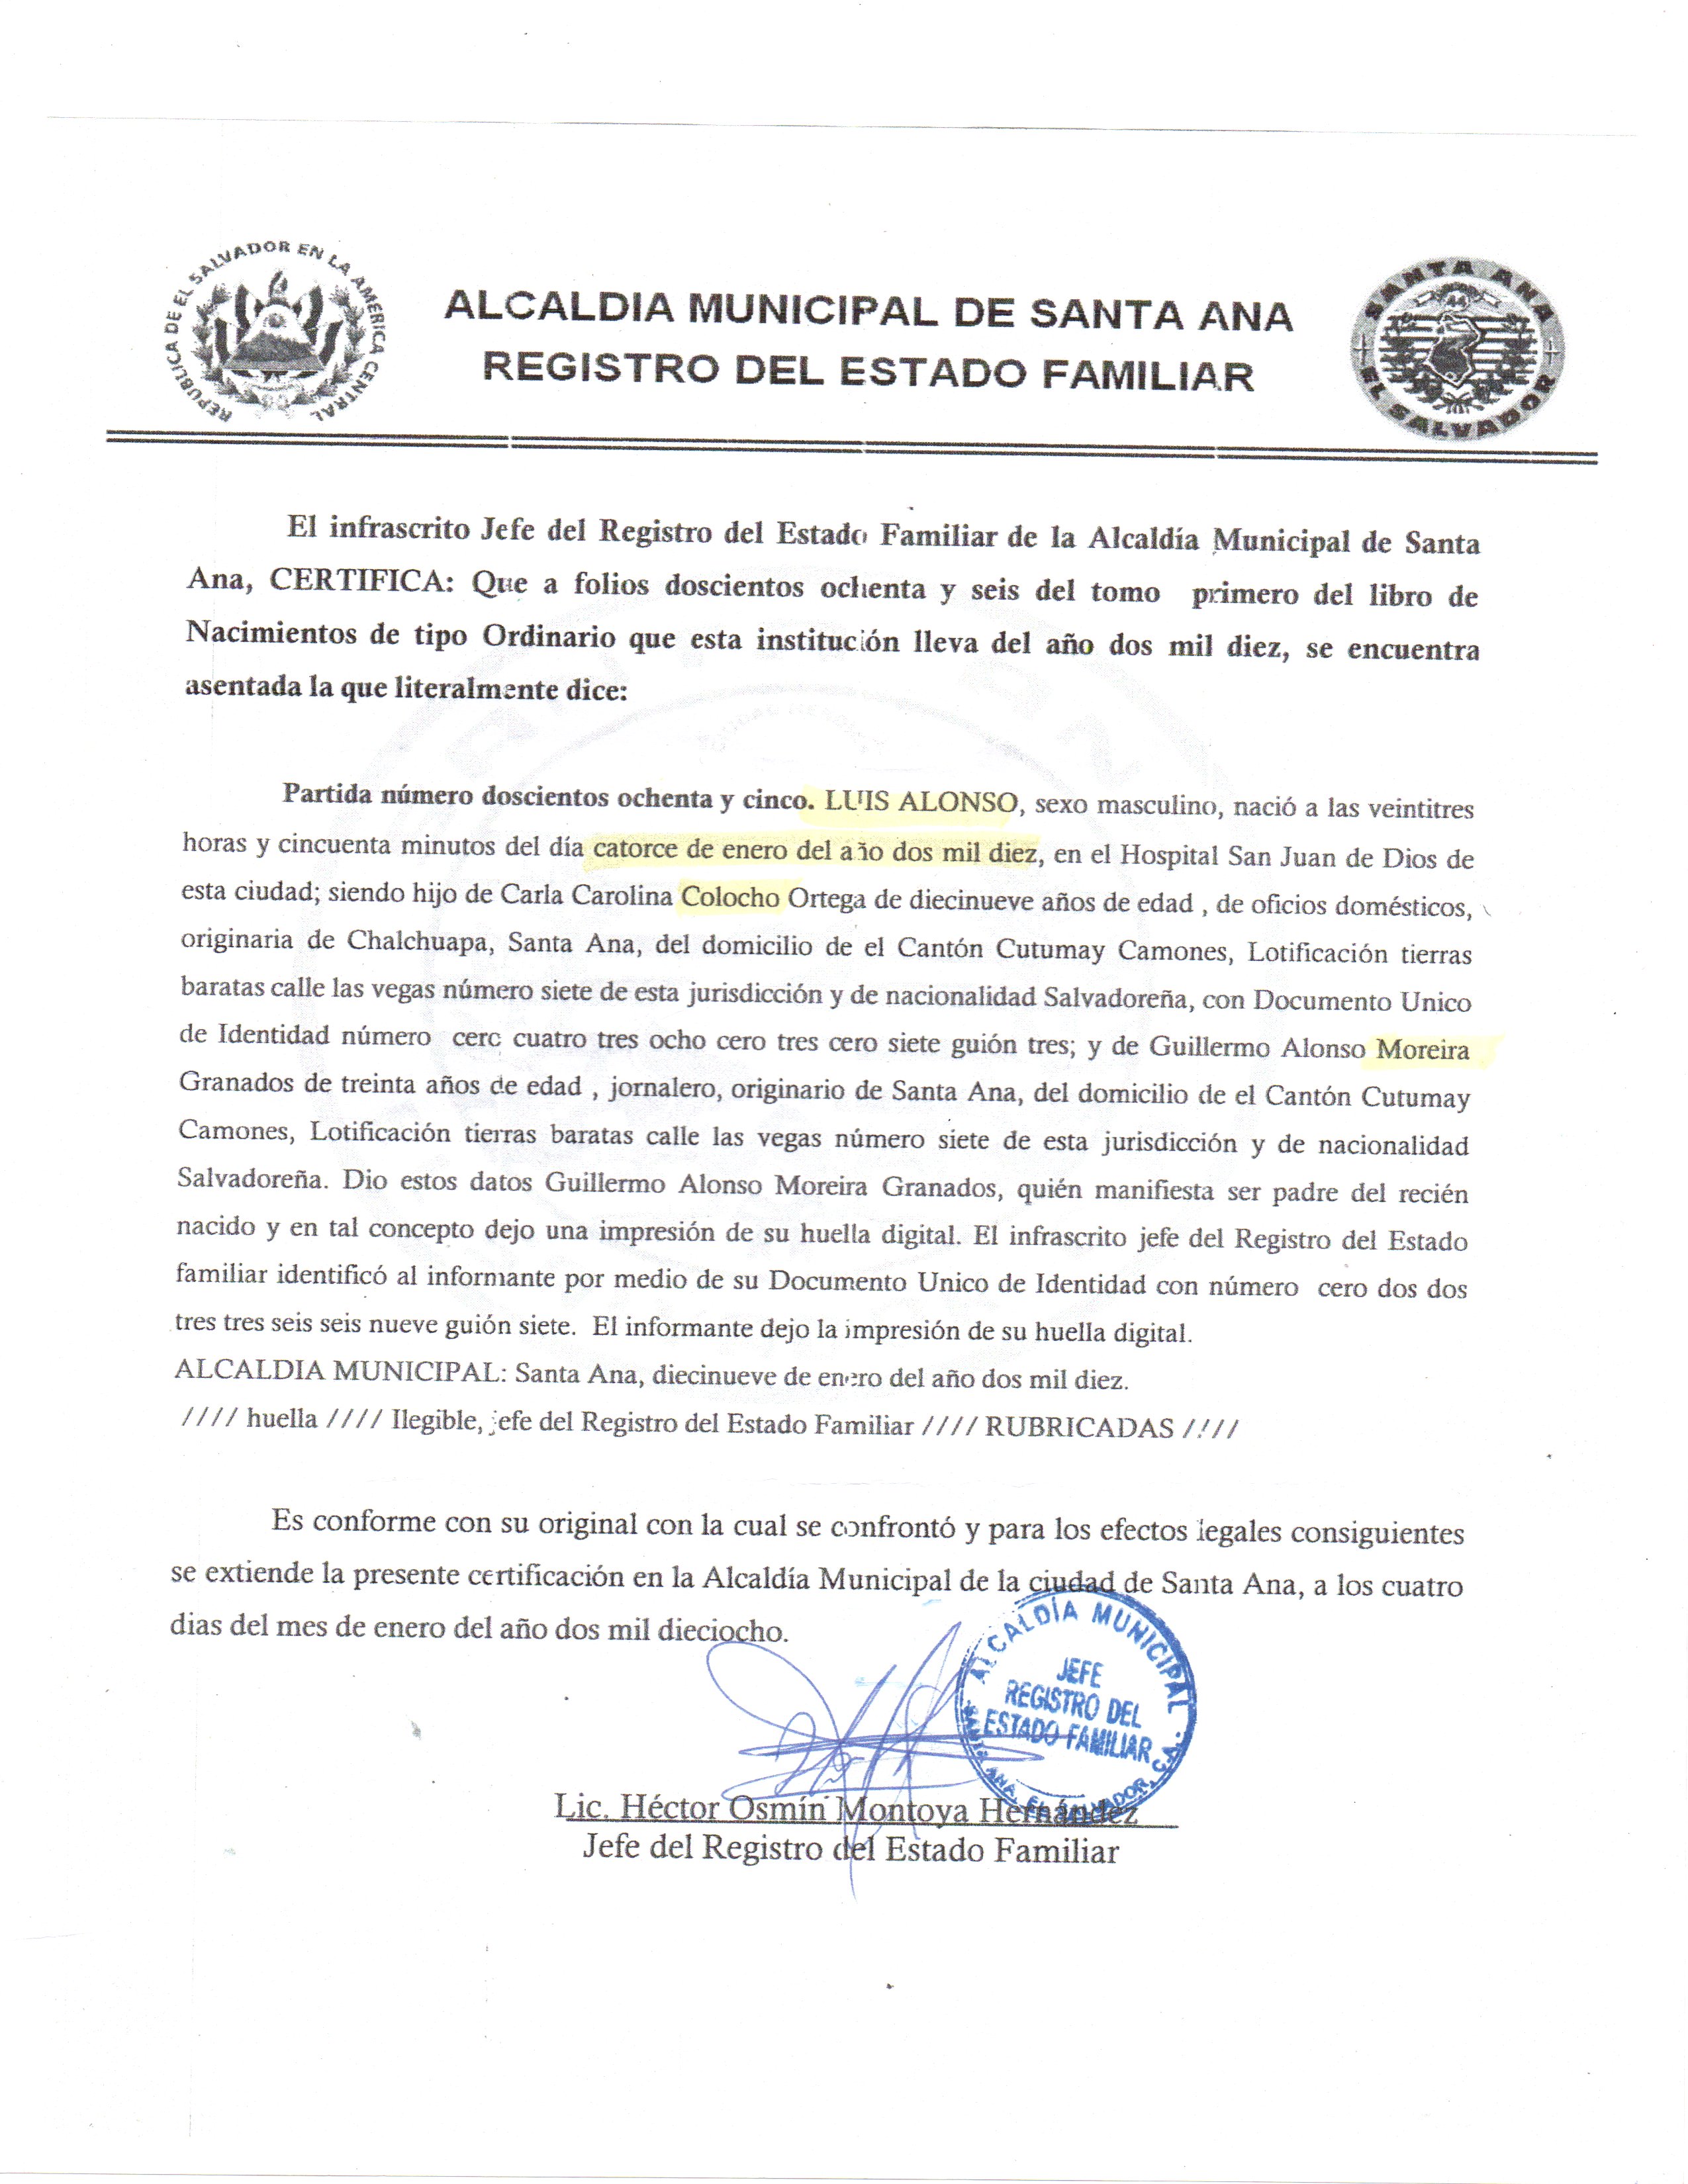 REPUBLICA DE EL SALVADOR EN LA AMERICA CENTRAL
ALCALDIA MUNICIPAL DE SANTA ANA
REGISTRO DEL ESTADO FAMILIAR
SANTA ANA
44
EL SALVADOR
El infrascrito Jefe del Registro del Estado Familiar de la Alcaldía Municipal de Santa
Ana, CERTIFICA: Que a folios doscientos ochenta y seis del tomo primero del libro de
Nacimientos de tipo Ordinario que esta institución lleva del año dos mil diez, se encuentra
asentada la que literalmente dice:
Partida número doscientos ochenta y cinco. LUIS ALONSO, sexo masculino, nació a las veintitres
horas y cincuenta minutos del día catorce de enero del año dos mil diez, en el Hospital San Juan de Dios de
esta ciudad; siendo hijo de Carla Carolina Colocho Ortega de diecinueve años de edad , de oficios domésticos,
originaria de Chalchuapa, Santa Ana, del domicilio de el Cantón Cutumay Camones, Lotificación tierras
baratas calle las vegas número siete de esta jurisdicción y de nacionalidad Salvadoreña, con Documento Unico
de Identidad número cero cuatro tres ocho cero tres cero siete guión tres; y de Guillermo Alonso Moreira
Granados de treinta años de edad , jornalero, originario de Santa Ana, del domicilio de el Cantón Cutumay
Camones, Lotificación tierras baratas calle las vegas número siete de esta jurisdicción y de nacionalidad
Salvadoreña. Dio estos datos Guillermo Alonso Moreira Granados, quién manifiesta ser padre del recién
nacido y en tal concepto dejo una impresión de su huella digital. El infrascrito jefe del Registro del Estado
familiar identificó al informante por medio de su Documento Unico de Identidad con número cero dos dos
tres tres seis seis nueve guión siete. El informante dejo la impresión de su huella digital.
ALCALDIA MUNICIPAL: Santa Ana, diecinueve de enero del año dos mil diez.
//// huella //// Ilegible, jefe del Registro del Estado Familiar //// RUBRICADAS ////
Es conforme con su original con la cual se confrontó y para los efectos legales consiguientes
se extiende la presente certificación en la Alcaldía Municipal de la ciudad de Santa Ana, a los cuatro
dias del mes de enero del año dos mil dieciocho.
ALCALDÍA MUNICIPAL
JEFE
REGISTRO DEL
ESTADO FAMILIAR
SANTA ANA, EL SALVADOR, C.A.
Lic. Héctor Osmín Montoya Hernández
Jefe del Registro del Estado Familiar